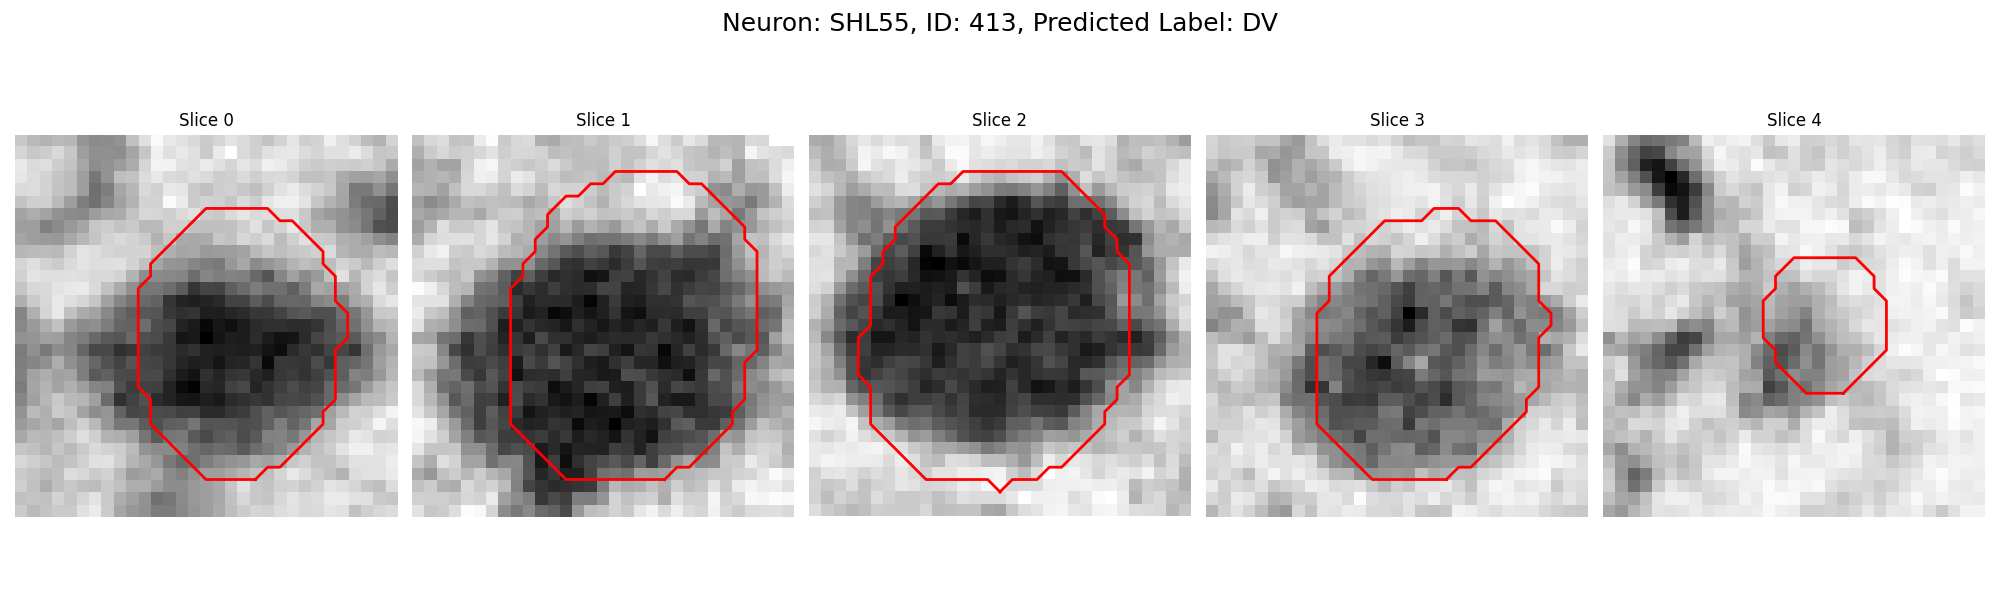 Neuron: SHL55, ID: 413, Predicted Label: DV
Slice 0
Slice 1
Slice 2
Slice 3
Slice 4